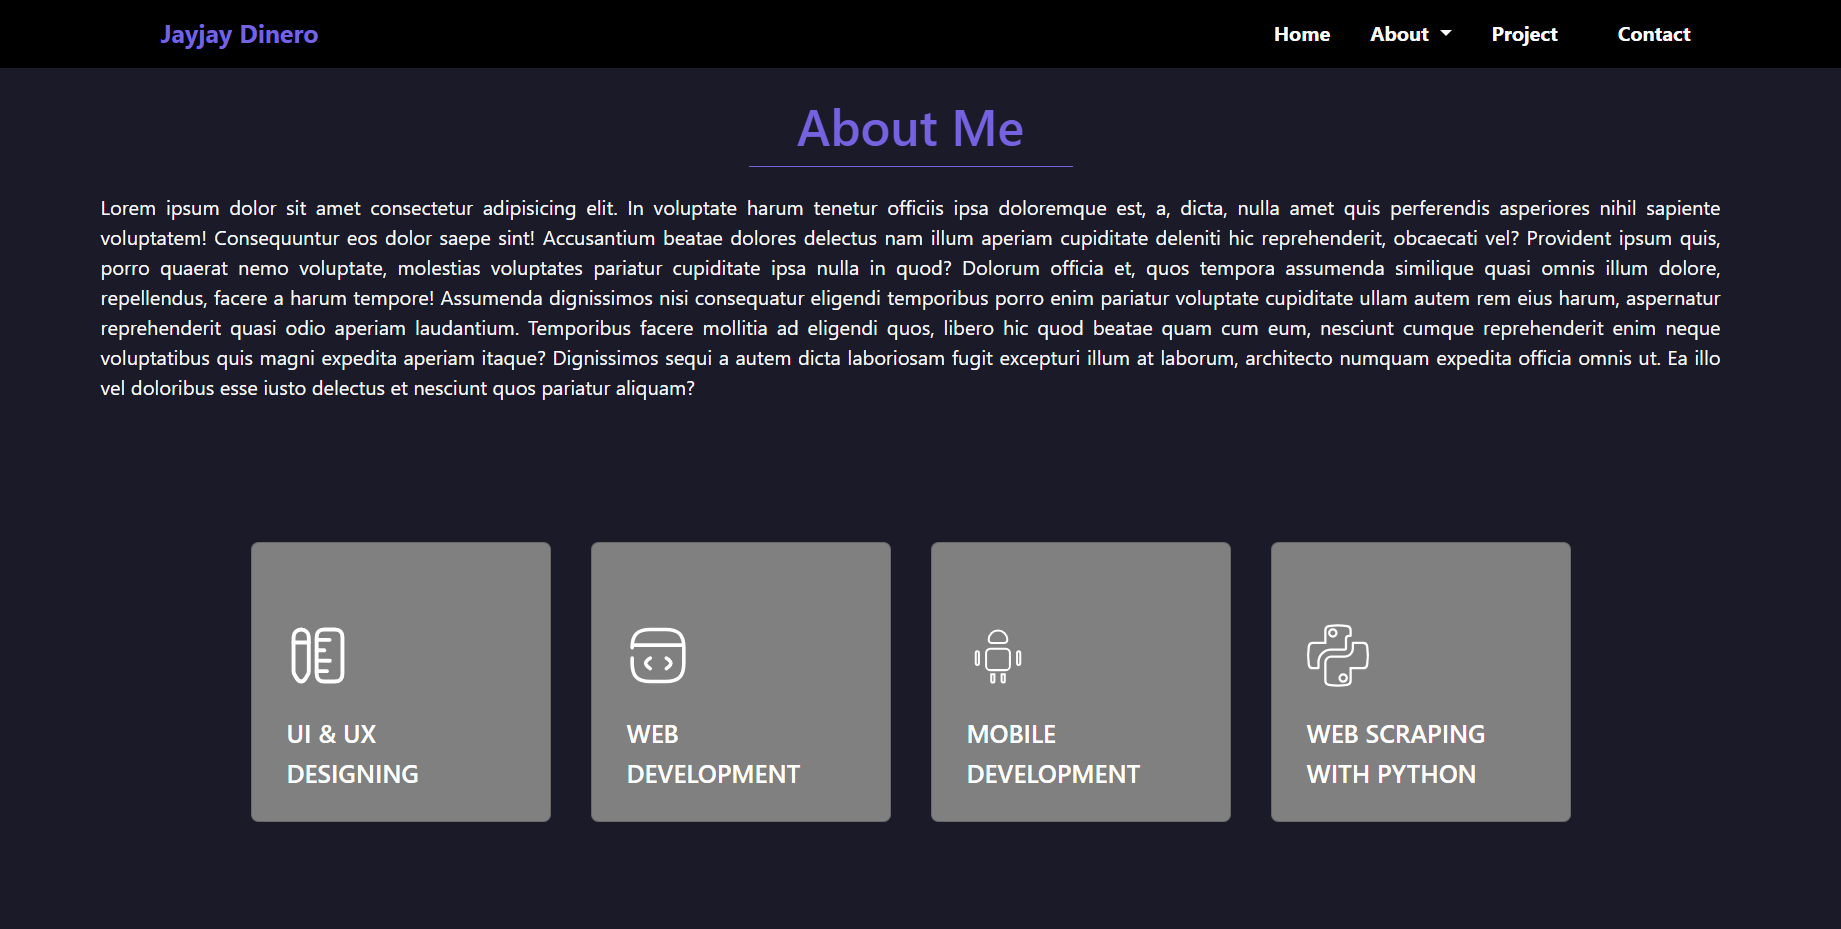 Jayjay Dinero
Home About Project Contact
About Me
Lorem ipsum dolor sit amet consectetur adipisicing elit. In voluptate harum tenetur officiis ipsa doloremque est, a, dicta, nulla amet quis perferendis asperiores nihil sapiente
voluptatem! Consequuntur eos dolor saepe sint! Accusantium beatae dolores delectus nam illum aperiam cupiditate deleniti hic reprehenderit, obcaecati vel? Provident ipsum quis,
porro quaerat nemo voluptate, molestias voluptates pariatur cupiditate ipsa nulla in quod? Dolorum officia et, quos tempora assumenda similique quasi omnis illum dolore,
repellendus, facere a harum tempore! Assumenda dignissimos nisi consequatur eligendi temporibus porro enim pariatur voluptate cupiditate ullam autem rem eius harum, aspernatur
reprehenderit quasi odio aperiam laudantium. Temporibus facere mollitia ad eligendi quos, libero hic quod beatae quam cum eum, nesciunt cumque reprehenderit enim neque
voluptatibus quis magni expedita aperiam itaque? Dignissimos sequi a autem dicta laboriosam fugit excepturi illum at laborum, architecto numquam expedita officia omnis ut. Ea illo
vel doloribus esse iusto delectus et nesciunt quos pariatur aliquam?
UI & UX
DESIGNING
WEB
DEVELOPMENT
MOBILE
DEVELOPMENT
WEB SCRAPING
WITH PYTHON